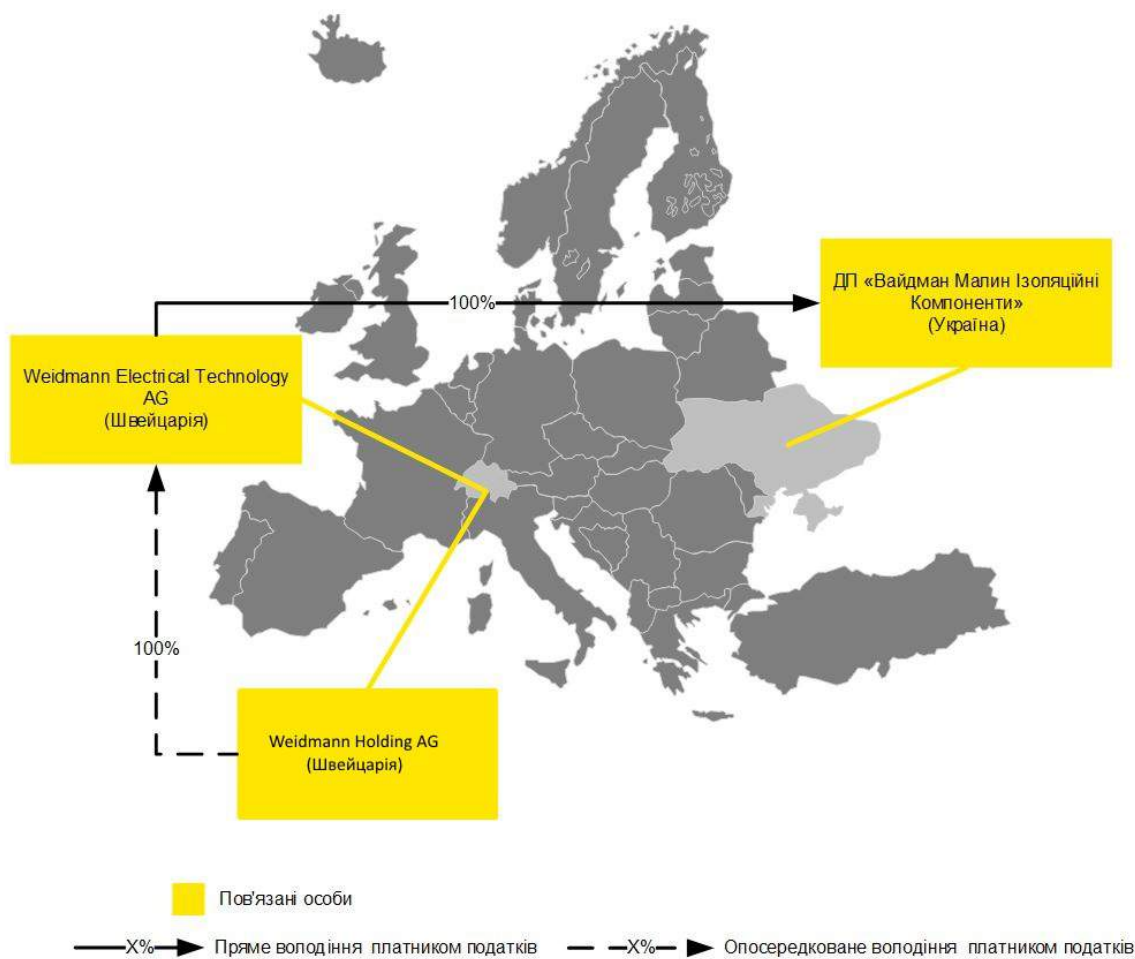 100%
ДП «Вайдман Малин Ізоляційні
Компоненти»
(Україна)
Weidmann Electrical Technology
AG
(Швейцарія)
100%
Weidmann Holding AG
(Швейцарія)
Пов'язані особи
X% Пряме володіння платником податків
X% Опосередковане володіння платником податків